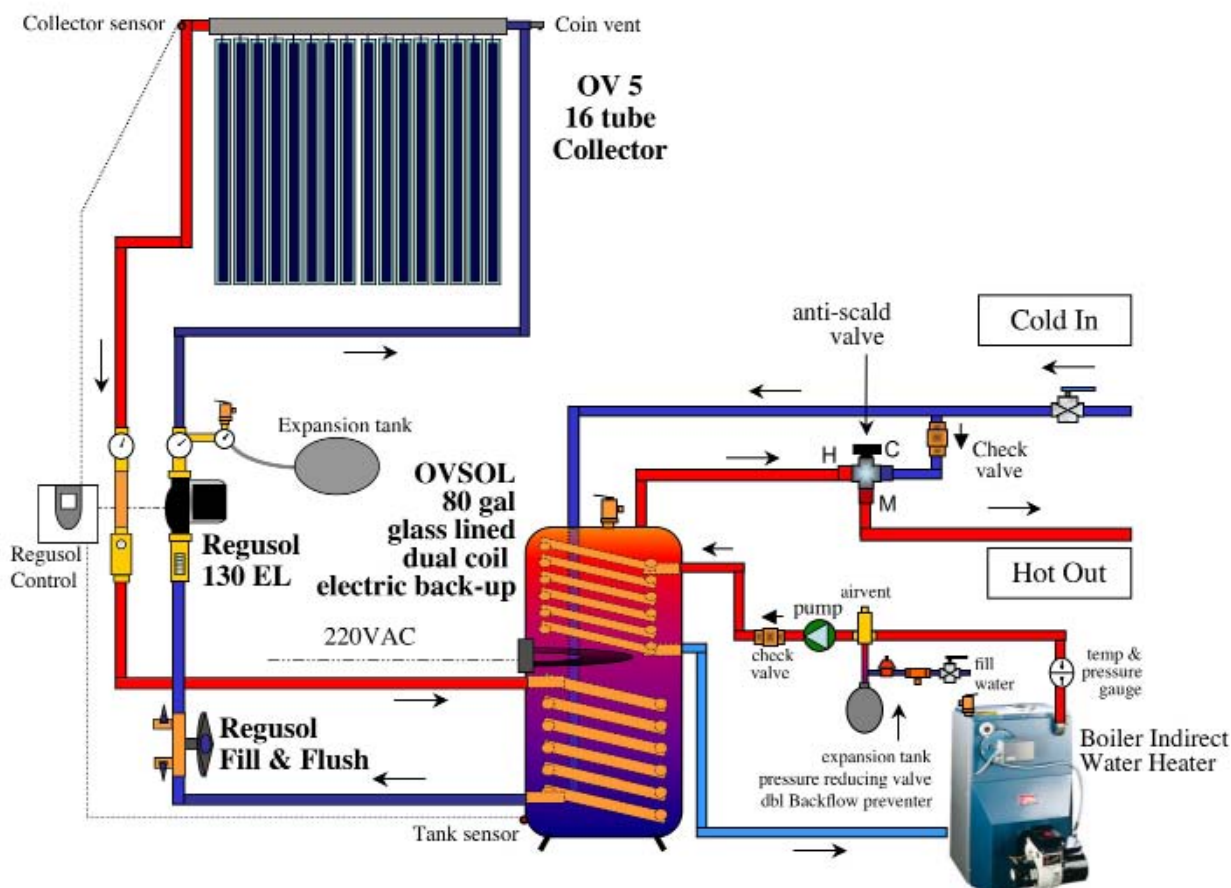 Collector sensor
Coin vent
OV 5
16 tube
Collector
anti-scald
valve
Cold In
Expansion tank
H
C
M
Check
valve
OVSOL
80 gal
glass lined
dual coil
electric back-up
Regusol
Control
Regusol
130 EL
Hot Out
airvent
pump
220VAC
check
valve
fill
water
temp &
pressure
gauge
Regusol
Fill & Flush
expansion tank
pressure reducing valve
dbl Backflow preventer
Boiler Indirect
Water Heater
Tank sensor